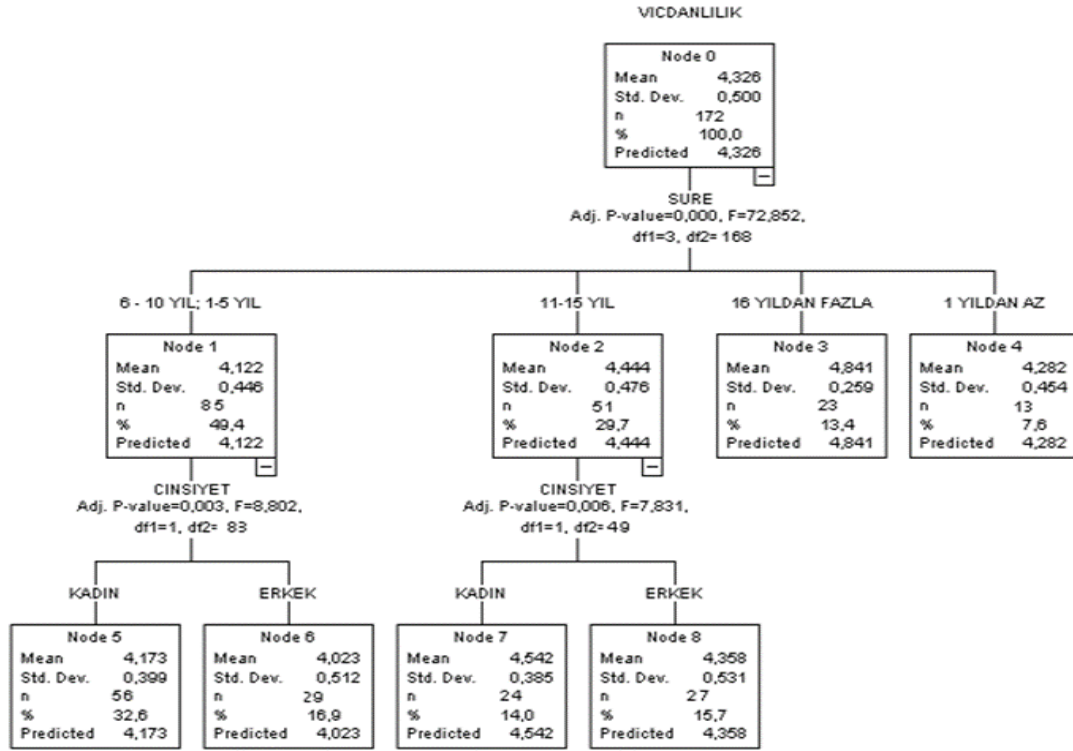 VICDANLILIK
Node 0
Mean 4,326
Std. Dev. 0,500
n 172
% 100,0
Predicted 4,326
SURE
Adj. P-value=0,000, F=72,852,
df1=3, df2= 168
6 - 10 YIL; 1-5 YIL
11-15 YIL
16 YILDAN FAZLA
1 YILDAN AZ
Node 1
Mean 4,122
Std. Dev. 0,446
n 85
% 49,4
Predicted 4,122
Node 2
Mean 4,444
Std. Dev. 0,476
n 51
% 29,7
Predicted 4,444
Node 3
Mean 4,841
Std. Dev. 0,259
n 23
% 13,4
Predicted 4,841
Node 4
Mean 4,282
Std. Dev. 0,454
n 13
% 7,6
Predicted 4,282
CINSIYET
Adj. P-value=0,003, F=8,802,
df1=1, df2= 83
CINSIYET
Adj. P-value=0,006, F=7,831,
df1=1, df2= 49
KADIN
ERKEK
KADIN
ERKEK
Node 5
Mean 4,173
Std. Dev. 0,399
n 56
% 32,6
Predicted 4,173
Node 6
Mean 4,023
Std. Dev. 0,512
n 29
% 16,9
Predicted 4,023
Node 7
Mean 4,542
Std. Dev. 0,385
n 24
% 14,0
Predicted 4,542
Node 8
Mean 4,358
Std. Dev. 0,531
n 27
% 15,7
Predicted 4,358